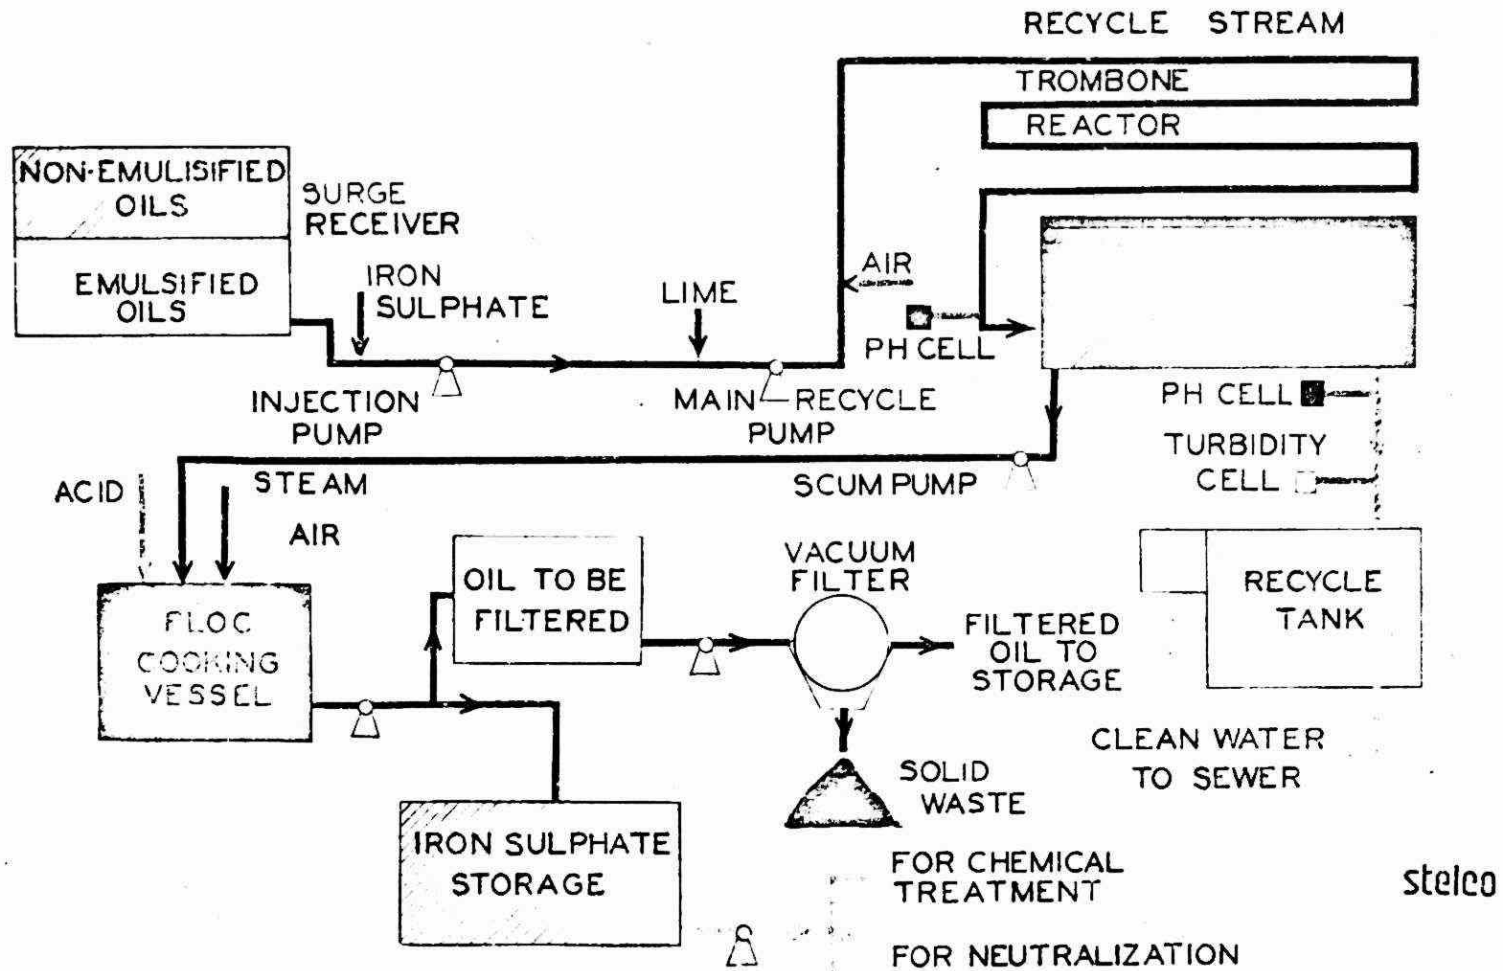 RECYCLE STREAM
TROMBONE
REACTOR
NON-EMULISIFIED
OILS
SURGE
RECEIVER
EMULSIFIED
OILS
IRON
SULPHATE
LIME
AIR
PH CELL
INJECTION
PUMP
MAIN RECYCLE
PUMP
PH CELL
TURBIDITY
CELL
SCUM PUMP
ACID
STEAM
AIR
FLOC
COOKING
VESSEL
OIL TO BE
FILTERED
VACUUM
FILTER
FILTERED
OIL TO
STORAGE
RECYCLE
TANK
CLEAN WATER
TO SEWER
SOLID
WASTE
IRON SULPHATE
STORAGE
FOR CHEMICAL
TREATMENT
FOR NEUTRALIZATION
stelco